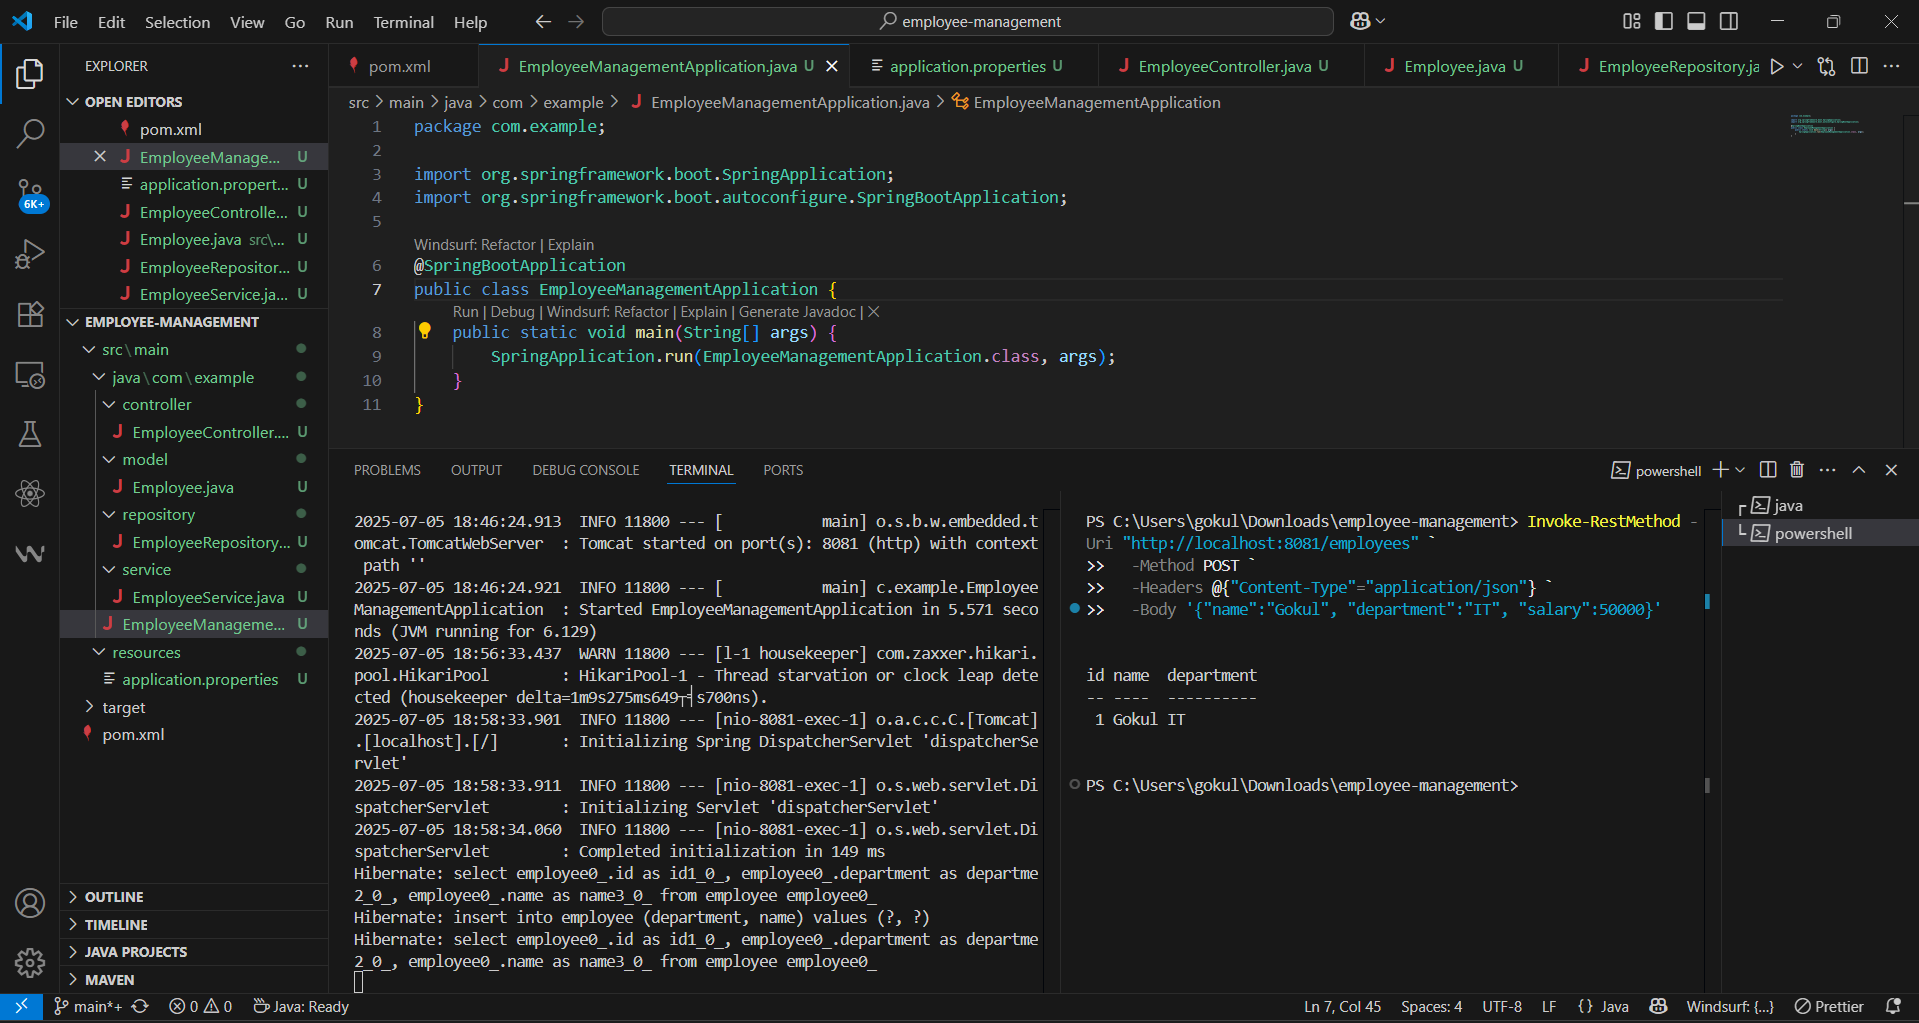 File Edit Selection View Go Run Terminal Help
employee-management
EXPLORER
OPEN EDITORS
pom.xml
EmployeeManage... U
application.propert... U
EmployeeControlle... U
Employee.java src\... U
EmployeeRepositor... U
EmployeeService.ja... U
EMPLOYEE-MANAGEMENT
src\main
java\com\example
controller
EmployeeController.... U
model
Employee.java U
repository
EmployeeRepository... U
service
EmployeeService.java U
EmployeeManageme... U
resources
application.properties U
target
pom.xml
OUTLINE
TIMELINE
JAVA PROJECTS
MAVEN
6K+
pom.xml
EmployeeManagementApplication.java U
application.properties U
EmployeeController.java U
Employee.java U
EmployeeRepository.ja
src > main > java > com > example > EmployeeManagementApplication.java > EmployeeManagementApplication
1 package com.example;
2
3 import org.springframework.boot.SpringApplication;
4 import org.springframework.boot.autoconfigure.SpringBootApplication;
5
Windsurf: Refactor | Explain
6 @SpringBootApplication
7 public class EmployeeManagementApplication {
Run | Debug | Windsurf: Refactor | Explain | Generate Javadoc | ✕
8 public static void main(String[] args) {
9 SpringApplication.run(EmployeeManagementApplication.class, args);
10 }
11 }
PROBLEMS OUTPUT DEBUG CONSOLE TERMINAL PORTS
powershell
2025-07-05 18:46:24.913  INFO 11800 --- [           main] o.s.b.w.embedded.t
omcat.TomcatWebServer  : Tomcat started on port(s): 8081 (http) with context
 path ''
2025-07-05 18:46:24.921  INFO 11800 --- [           main] c.example.Employee
ManagementApplication  : Started EmployeeManagementApplication in 5.571 seco
nds (JVM running for 6.129)
2025-07-05 18:56:33.437  WARN 11800 --- [l-1 housekeeper] com.zaxxer.hikari.
pool.HikariPool        : HikariPool-1 - Thread starvation or clock leap dete
cted (housekeeper delta=1m9s275ms649┬╡s700ns).
2025-07-05 18:58:33.901  INFO 11800 --- [nio-8081-exec-1] o.a.c.c.C.[Tomcat]
.[localhost].[/]       : Initializing Spring DispatcherServlet 'dispatcherSe
rvlet'
2025-07-05 18:58:33.911  INFO 11800 --- [nio-8081-exec-1] o.s.web.servlet.Di
spatcherServlet        : Initializing Servlet 'dispatcherServlet'
2025-07-05 18:58:34.060  INFO 11800 --- [nio-8081-exec-1] o.s.web.servlet.Di
spatcherServlet        : Completed initialization in 149 ms
Hibernate: select employee0_.id as id1_0_, employee0_.department as departme
2_0_, employee0_.name as name3_0_ from employee employee0_
Hibernate: insert into employee (department, name) values (?, ?)
Hibernate: select employee0_.id as id1_0_, employee0_.department as departme
2_0_, employee0_.name as name3_0_ from employee employee0_
PS C:\Users\gokul\Downloads\employee-management> Invoke-RestMethod -
Uri "http://localhost:8081/employees" `
>>   -Method POST `
>>   -Headers @{"Content-Type"="application/json"} `
>>   -Body '{"name":"Gokul", "department":"IT", "salary":50000}'
id name  department
-- ----  ----------
 1 Gokul IT
PS C:\Users\gokul\Downloads\employee-management>
java
powershell
main*+ 0 0 Java: Ready
Ln 7, Col 45 Spaces: 4 UTF-8 LF {} Java Windsurf: {...} Prettier